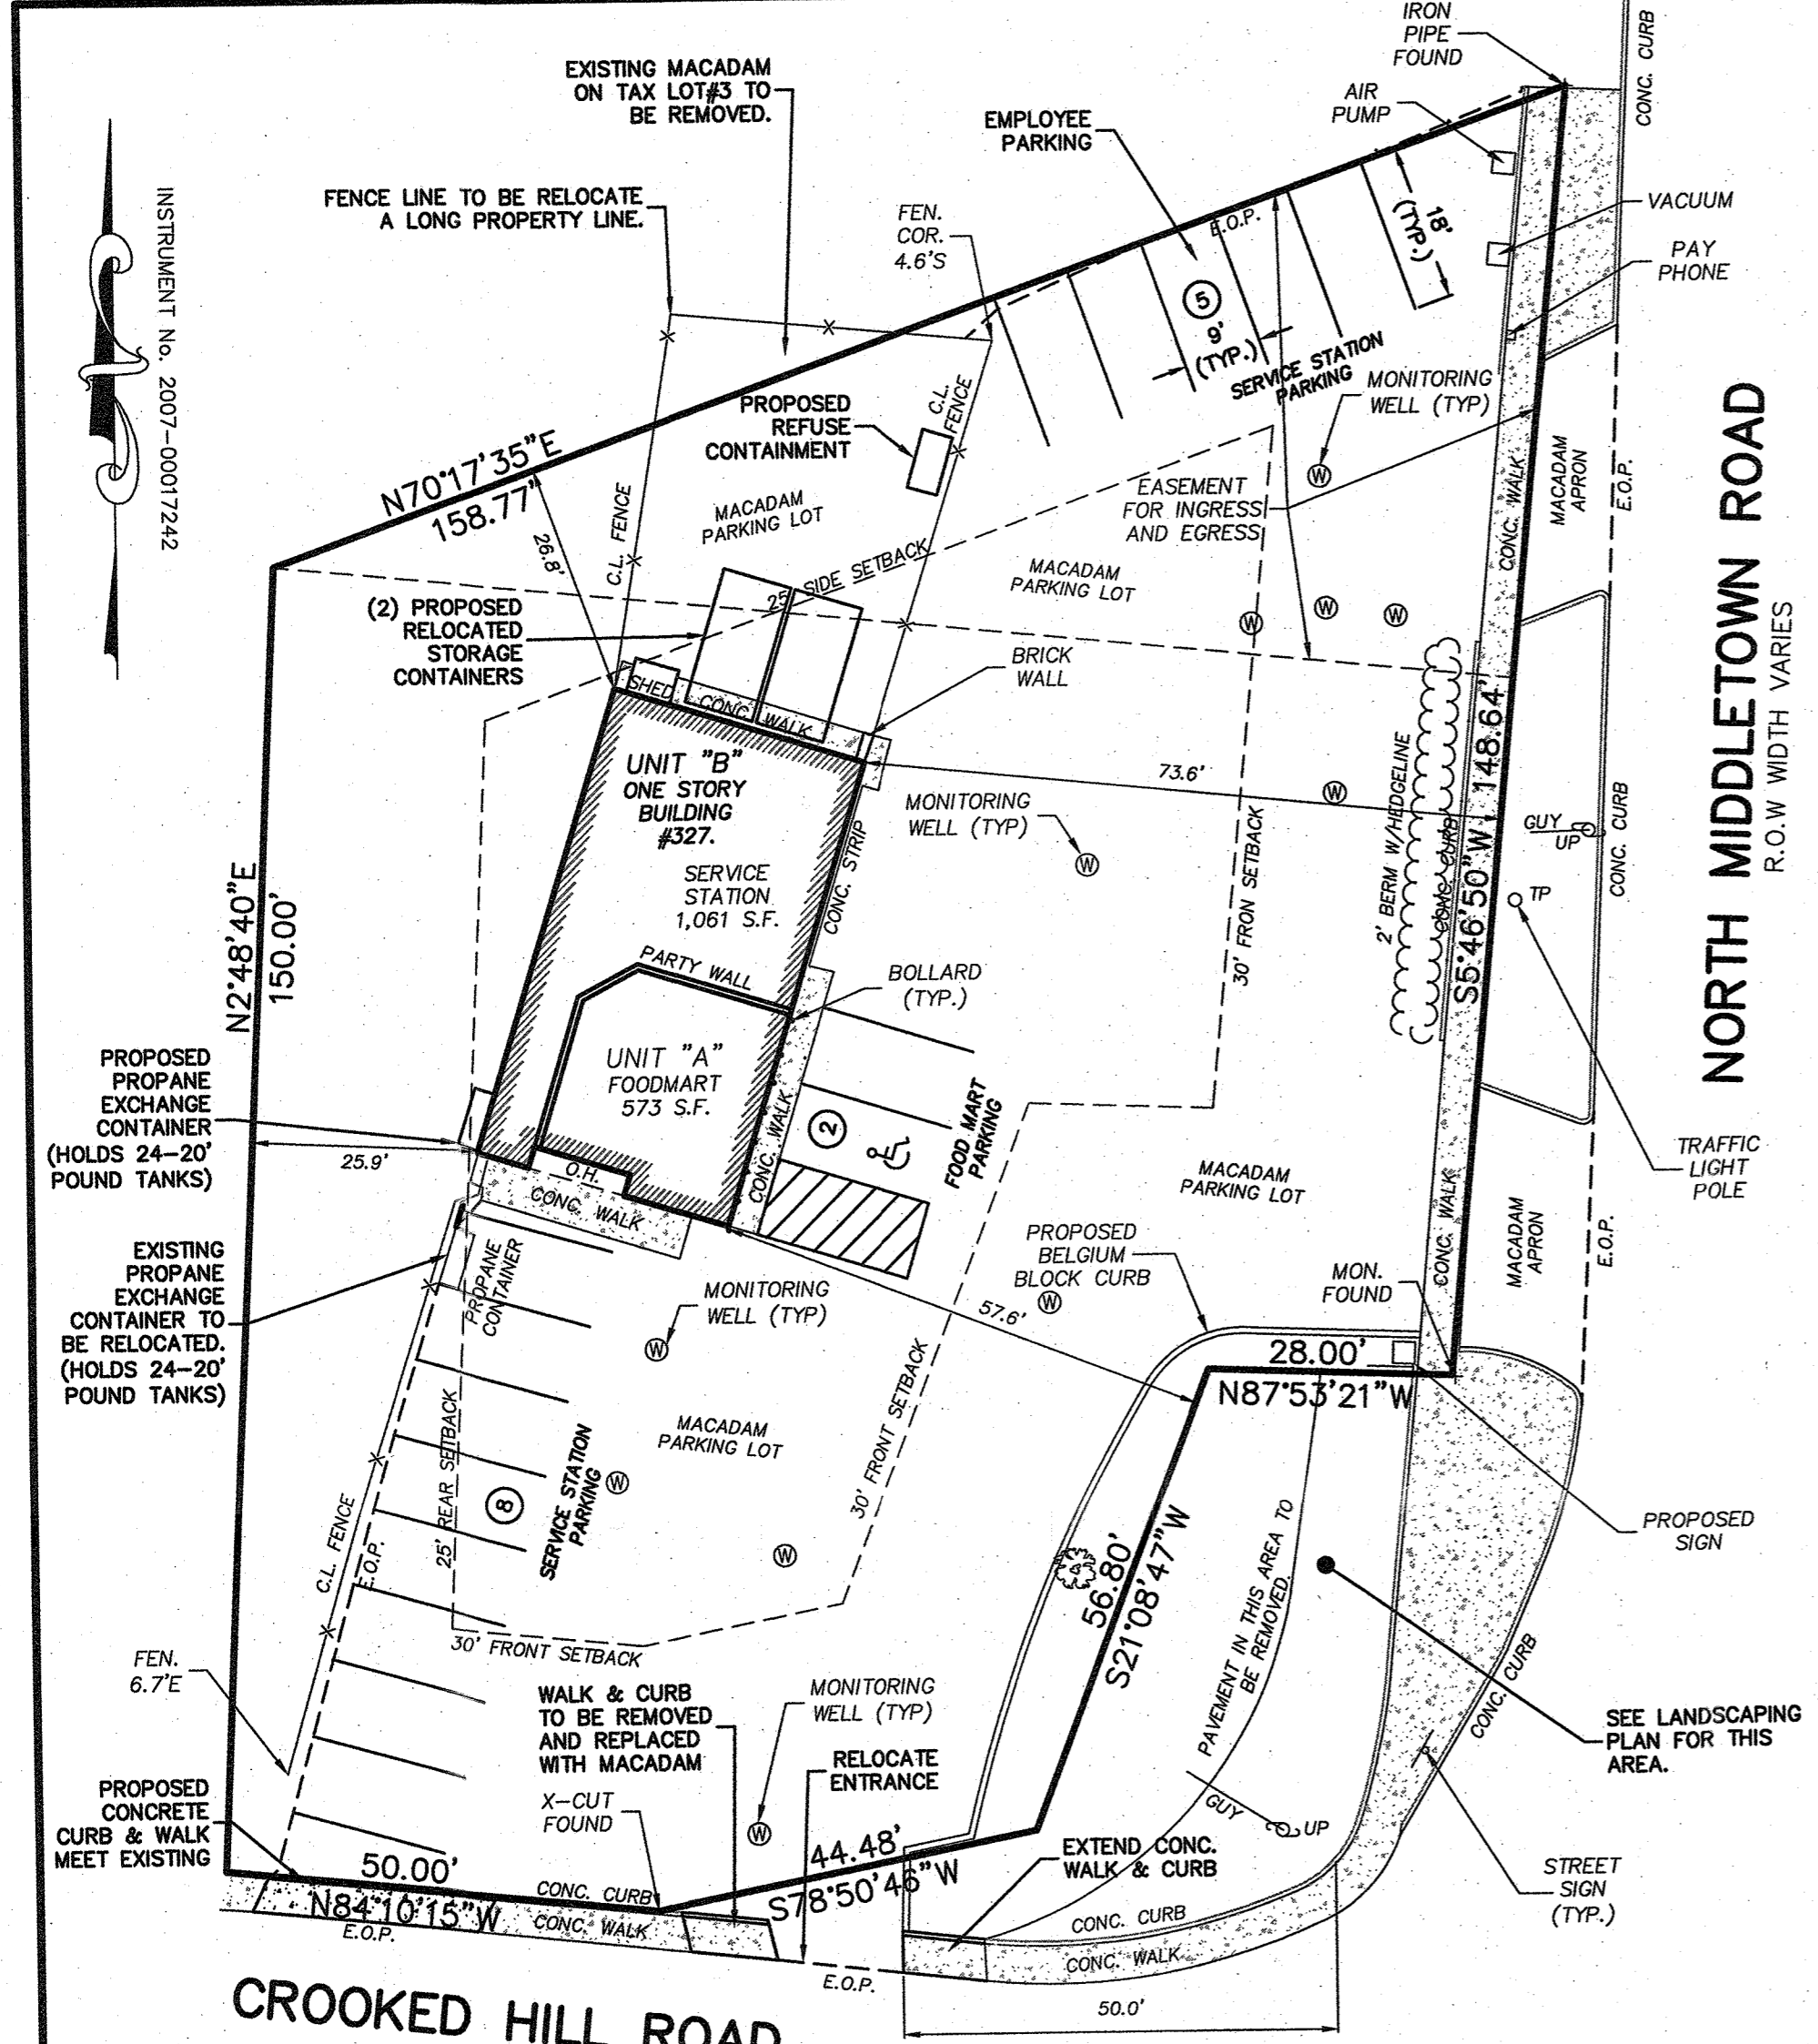 IRON
PIPE
FOUND
CONC. CURB
EXISTING MACADAM
ON TAX LOT#3 TO
BE REMOVED.
AIR
PUMP
EMPLOYEE
PARKING
INSTRUMENT No. 2007-00017242
FENCE LINE TO BE RELOCATE
A LONG PROPERTY LINE.
FEN.
COR.
4.6'S
E.O.P.
18'
(TYP.)
VACUUM
PAY
PHONE
5
9'
(TYP.)
SERVICE STATION
PARKING
MONITORING
WELL (TYP)
W
C.L.
FENCE
PROPOSED
REFUSE
CONTAINMENT
N70°17'35"E
158.77'
26.8'
C.L. FENCE
MACADAM
PARKING LOT
EASEMENT
FOR INGRESS
AND EGRESS
CONC. WALK
MACADAM
APRON
E.O.P.
NORTH MIDDLETOWN ROAD
R.O.W WIDTH VARIES
25' SIDE SETBACK
MACADAM
PARKING LOT
(2) PROPOSED
RELOCATED
STORAGE
CONTAINERS
W
W
W
BRICK
WALL
SHED
CONC. WALK
UNIT "B"
ONE STORY
BUILDING
#327.
SERVICE
STATION
1,061 S.F.
73.6'
MONITORING
WELL (TYP)
W
W
CONC. STRIP
30' FRON SETBACK
2' BERM W/HEDGELINE
CONC. CURB
S5°46'50"W 148.64'
GUY
UP
TP
CONC. CURB
N2°48'40"E
150.00'
PARTY WALL
BOLLARD
(TYP.)
UNIT "A"
FOODMART
573 S.F.
CONC. WALK
2
FOOD MART
PARKING
PROPOSED
PROPANE
EXCHANGE
CONTAINER
(HOLDS 24-20'
POUND TANKS)
25.9'
O.H.
CONC. WALK
MACADAM
PARKING LOT
CONC. WALK
MACADAM
APRON
E.O.P.
TRAFFIC
LIGHT
POLE
EXISTING
PROPANE
EXCHANGE
CONTAINER TO
BE RELOCATED.
(HOLDS 24-20'
POUND TANKS)
PROPANE
CONTAINER
MONITORING
WELL (TYP)
W
PROPOSED
BELGIUM
BLOCK CURB
W
57.6'
MON.
FOUND
28.00'
N87°53'21"W
MACADAM
PARKING LOT
30' FRONT SETBACK
25' REAR SETBACK
8
SERVICE STATION
PARKING
W
W
C.L. FENCE
E.O.P.
56.80'
S21°08'47"W
PAVEMENT IN THIS AREA TO
BE REMOVED.
PROPOSED
SIGN
30' FRONT SETBACK
FEN.
6.7'E
WALK & CURB
TO BE REMOVED
AND REPLACED
WITH MACADAM
MONITORING
WELL (TYP)
W
RELOCATE
ENTRANCE
CONC. CURB
SEE LANDSCAPING
PLAN FOR THIS
AREA.
PROPOSED
CONCRETE
CURB & WALK
MEET EXISTING
X-CUT
FOUND
GUY
UP
50.00'
N84°10'15"W
CONC. CURB
CONC. WALK
E.O.P.
44.48'
S78°50'46"W
EXTEND CONC.
WALK & CURB
STREET
SIGN
(TYP.)
CONC. CURB
CONC. WALK
E.O.P.
50.0'
CROOKED HILL ROAD